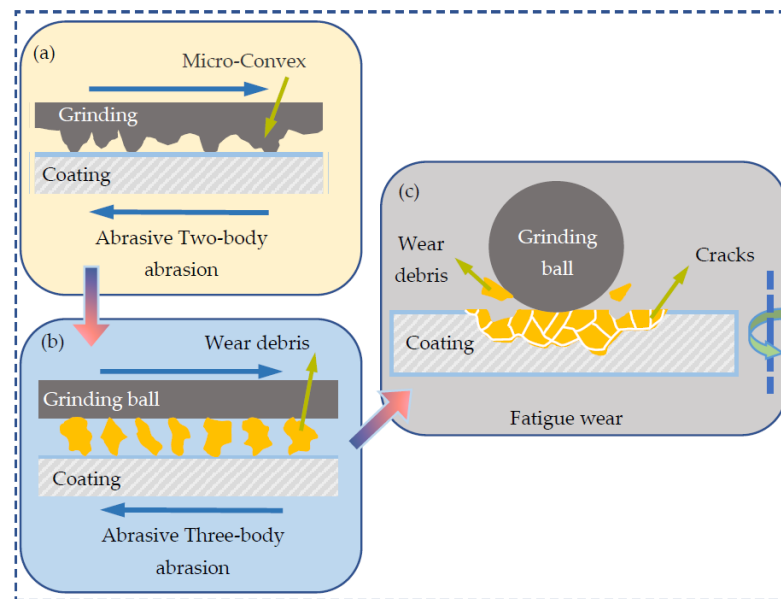 (a)
Micro-Convex
Grinding
Coating
Abrasive Two-body
abrasion
(b)
Wear debris
Grinding ball
Coating
Abrasive Three-body
abrasion
(c)
Wear
debris
Grinding
ball
Cracks
Coating
Fatigue wear